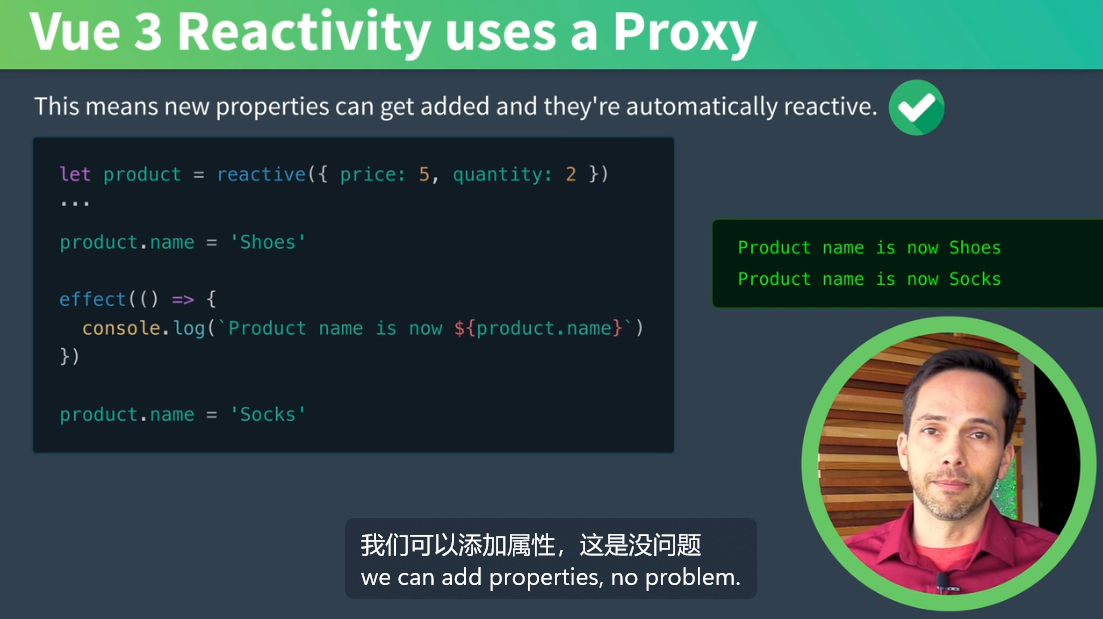 Vue 3 Reactivity uses a Proxy
This means new properties can get added and they're automatically reactive.
let product = reactive({ price: 5, quantity: 2 })
...
product.name = 'Shoes'
effect(() => {
  console.log(`Product name is now ${product.name}`)
})
product.name = 'Socks'
Product name is now Shoes
Product name is now Socks
我们可以添加属性，这是没问题
we can add properties, no problem.